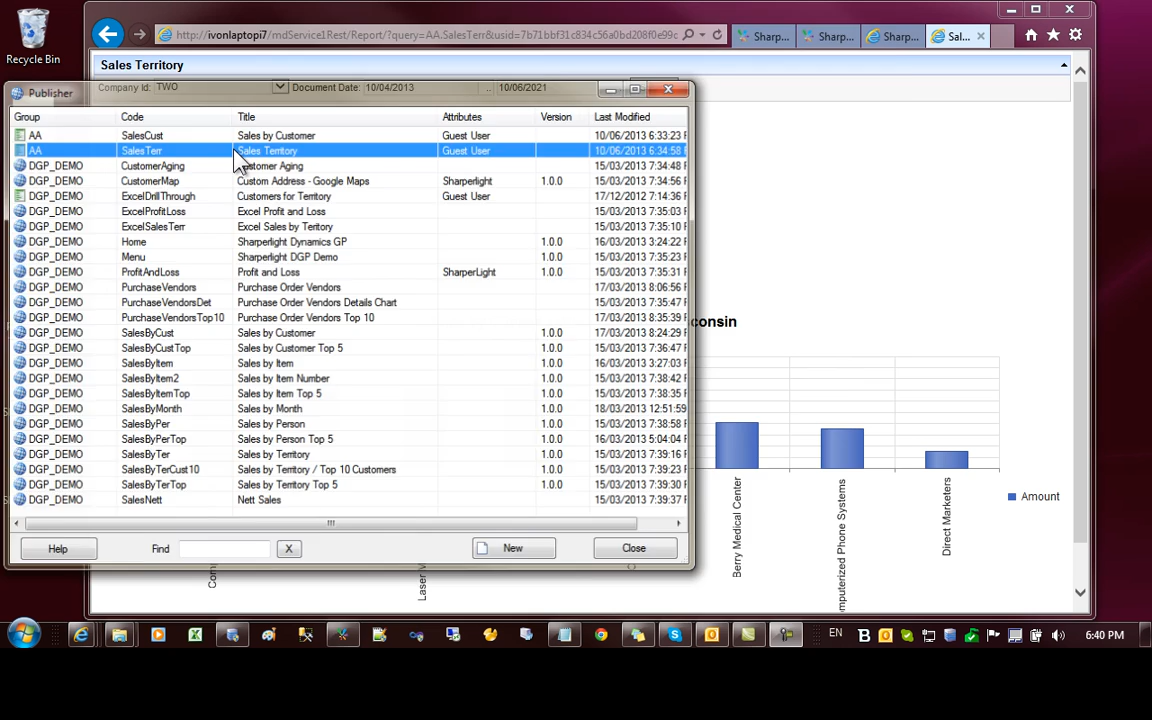 Recycle Bin
http://ivonlaptopi7/mdService1Rest/Report/?query=AA.SalesTerr&usid=7b71bbf31c834c56a0bd208f0e99c
Sharp...
Sharp...
Sharp...
Sal...
Sales Territory
Company Id: TWO Document Date: 10/04/2013 .. 10/06/2021
Publisher
Group Code Title Attributes Version Last Modified
AA SalesCust Sales by Customer Guest User 10/06/2013 6:33:23
AA SalesTerr Sales Territory Guest User 10/06/2013 6:34:58
DGP_DEMO CustomerAging Customer Aging 15/03/2013 7:34:48
DGP_DEMO CustomerMap Custom Address - Google Maps Sharperlight 1.0.0 15/03/2013 7:34:56
DGP_DEMO ExcelDrillThrough Customers for Territory Guest User 17/12/2012 7:14:36
DGP_DEMO ExcelProfitLoss Excel Profit and Loss 15/03/2013 7:35:03
DGP_DEMO ExcelSalesTerr Excel Sales by Teritory 15/03/2013 7:35:10
DGP_DEMO Home Sharperlight Dynamics GP 1.0.0 16/03/2013 3:24:22
DGP_DEMO Menu Sharperlight DGP Demo 1.0.0 15/03/2013 7:35:23
DGP_DEMO ProfitAndLoss Profit and Loss SharperLight 1.0.0 15/03/2013 7:35:31
DGP_DEMO PurchaseVendors Purchase Order Vendors 17/03/2013 8:06:56
DGP_DEMO PurchaseVendorsDet Purchase Order Vendors Details Chart 15/03/2013 7:35:47
DGP_DEMO PurchaseVendorsTop10 Purchase Order Vendors Top 10 17/03/2013 8:35:39
DGP_DEMO SalesByCust Sales by Customer 1.0.0 17/03/2013 8:24:29
DGP_DEMO SalesByCustTop Sales by Customer Top 5 1.0.0 15/03/2013 7:36:47
DGP_DEMO SalesByItem Sales by Item 1.0.0 16/03/2013 3:27:03
DGP_DEMO SalesByItem2 Sales by Item Number 1.0.0 15/03/2013 7:38:42
DGP_DEMO SalesByItemTop Sales by Item Top 5 1.0.0 15/03/2013 7:38:35
DGP_DEMO SalesByMonth Sales by Month 1.0.0 18/03/2013 12:51:59
DGP_DEMO SalesByPer Sales by Person 1.0.0 15/03/2013 7:38:58
DGP_DEMO SalesByPerTop Sales by Person Top 5 1.0.0 16/03/2013 5:04:04
DGP_DEMO SalesByTer Sales by Territory 1.0.0 15/03/2013 7:39:16
DGP_DEMO SalesByTerCust10 Sales by Territory / Top 10 Customers 1.0.0 15/03/2013 7:39:23
DGP_DEMO SalesByTerTop Sales by Territory Top 5 1.0.0 15/03/2013 7:39:30
DGP_DEMO SalesNett Nett Sales 15/03/2013 7:39:37
Help Find X New Close
consin
Amount
Berry Medical Center
mputerized Phone Systems
Direct Marketers
Com
Laser
EN
6:40 PM